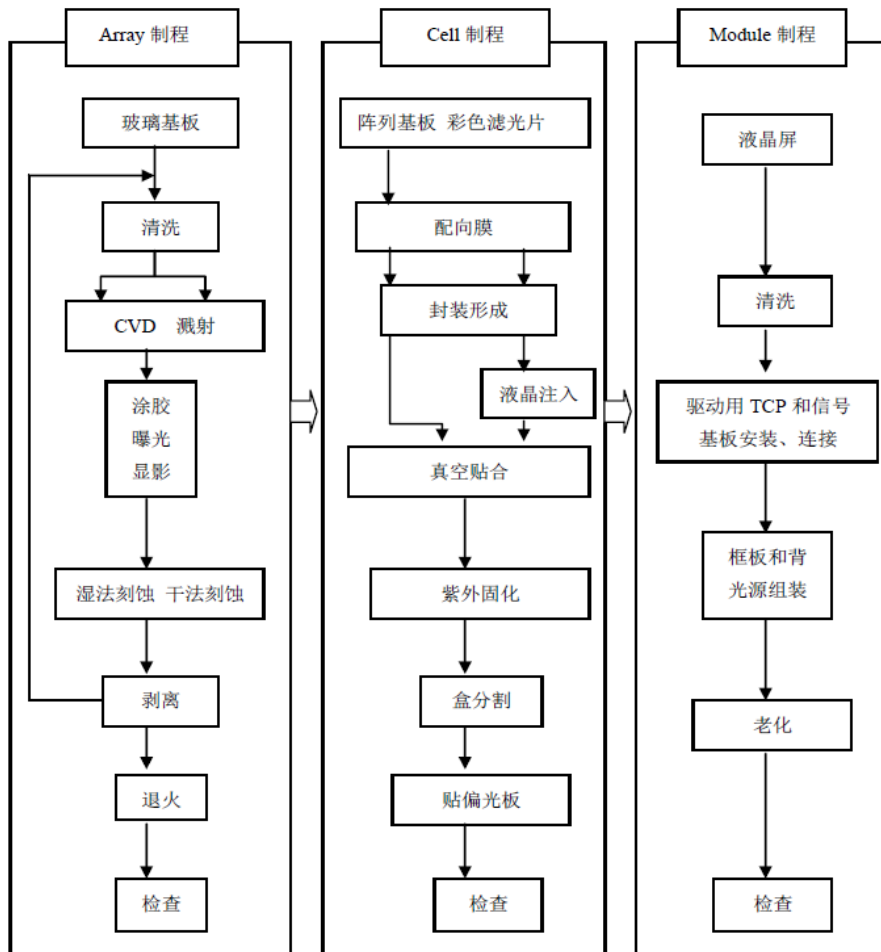 Array 制程
玻璃基板
清洗
CVD 溅射
涂胶
曝光
显影
湿法刻蚀 干法刻蚀
剥离
退火
检查
Cell 制程
阵列基板 彩色滤光片
配向膜
封装形成
液晶注入
真空贴合
紫外固化
盒分割
贴偏光板
检查
Module 制程
液晶屏
清洗
驱动用 TCP 和信号
基板安装、连接
框板和背
光源组装
老化
检查